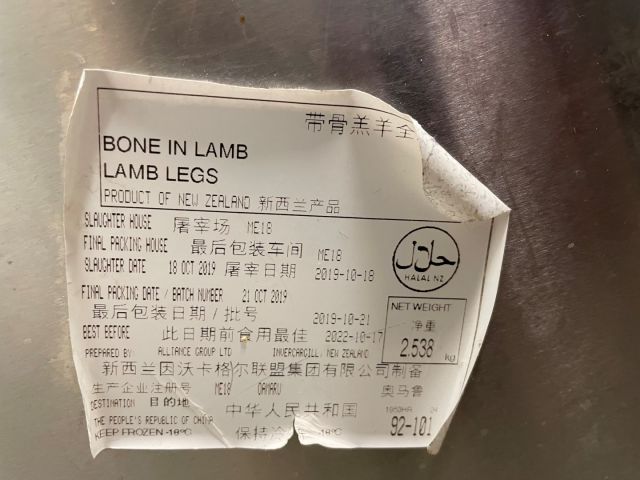 带骨羔羊全
BONE IN LAMB
LAMB LEGS
PRODUCT OF NEW ZEALAND 新西兰产品
SLAUGHTER HOUSE 屠宰场 ME18
FINAL PACKING HOUSE 最后包装车间 ME18
SLAUGHTER DATE 18 OCT 2019 屠宰日期 2019-10-18
حلال
HALAL NZ
FINAL PACKING DATE / BATCH NUMBER 21 OCT 2019
最后包装日期 / 批号 2019-10-21
BEST BEFORE 此日期前食用最佳 2022-10-17
NET WEIGHT
净重
2.538 kg
PREPARED BY: ALLIANCE GROUP LTD INVERCARGILL, NEW ZEALAND
新西兰因沃卡格尔联盟集团有限公司制备
生产企业注册号 ME18 OAMARU 奥马鲁
DESTINATION 目的地 中华人民共和国
THE PEOPLE'S REPUBLIC OF CHINA
92-101
KEEP FROZEN -18°C 保持冷 -18°C